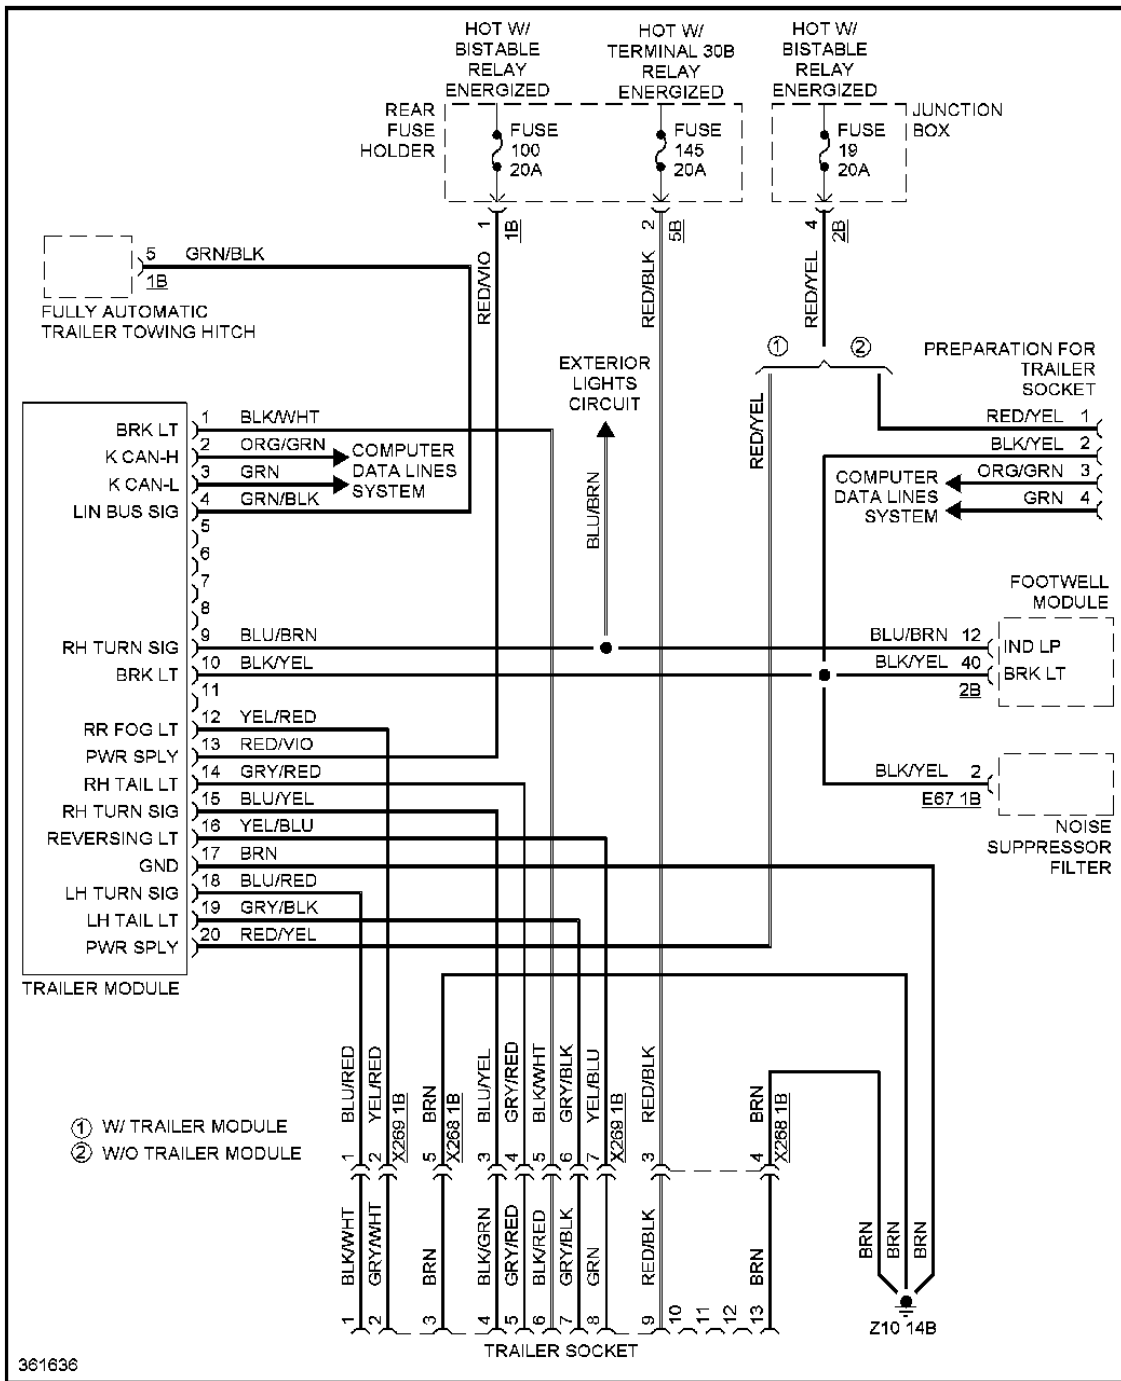 HOT W/
BISTABLE
RELAY
ENERGIZED
HOT W/
TERMINAL 30B
RELAY
ENERGIZED
HOT W/
BISTABLE
RELAY
ENERGIZED
REAR
FUSE
HOLDER
FUSE
100
20A
FUSE
145
20A
FUSE
19
20A
JUNCTION
BOX
1
1B
2
5B
4
2B
RED/VIO
RED/BLK
RED/YEL
5
GRN/BLK
1B
FULLY AUTOMATIC
TRAILER TOWING HITCH
1
2
EXTERIOR
LIGHTS
CIRCUIT
BLU/BRN
RED/YEL
PREPARATION FOR
TRAILER
SOCKET
RED/YEL 1
BLK/YEL 2
ORG/GRN 3
GRN 4
COMPUTER
DATA LINES
SYSTEM
BRK LT 1 BLK/WHT
K CAN-H 2 ORG/GRN
K CAN-L 3 GRN
LIN BUS SIG 4 GRN/BLK
5
6
7
8
RH TURN SIG 9 BLU/BRN
BRK LT 10 BLK/YEL
11
RR FOG LT 12 YEL/RED
PWR SPLY 13 RED/VIO
RH TAIL LT 14 GRY/RED
RH TURN SIG 15 BLU/YEL
REVERSING LT 16 YEL/BLU
GND 17 BRN
LH TURN SIG 18 BLU/RED
LH TAIL LT 19 GRY/BLK
PWR SPLY 20 RED/YEL
TRAILER MODULE
COMPUTER
DATA LINES
SYSTEM
FOOTWELL
MODULE
BLU/BRN 12 IND LP
BLK/YEL 40 BRK LT
2B
BLK/YEL 2
E67 1B
NOISE
SUPPRESSOR
FILTER
1 W/ TRAILER MODULE
2 W/O TRAILER MODULE
BLU/RED
YEL/RED
X269 1B
BRN
X268 1B
BLU/YEL
GRY/RED
BLK/WHT
GRY/BLK
YEL/BLU
X269 1B
RED/BLK
BRN
X268 1B
1
2
5
3
4
5
6
7
3
4
BLK/WHT
GRY/WHT
BRN
BLK/GRN
GRY/RED
BLK/RED
GRY/BLK
GRN
RED/BLK
BRN
BRN
BRN
BRN
1
2
3
4
5
6
7
8
9
10
11
12
13
TRAILER SOCKET
Z10 14B
361636